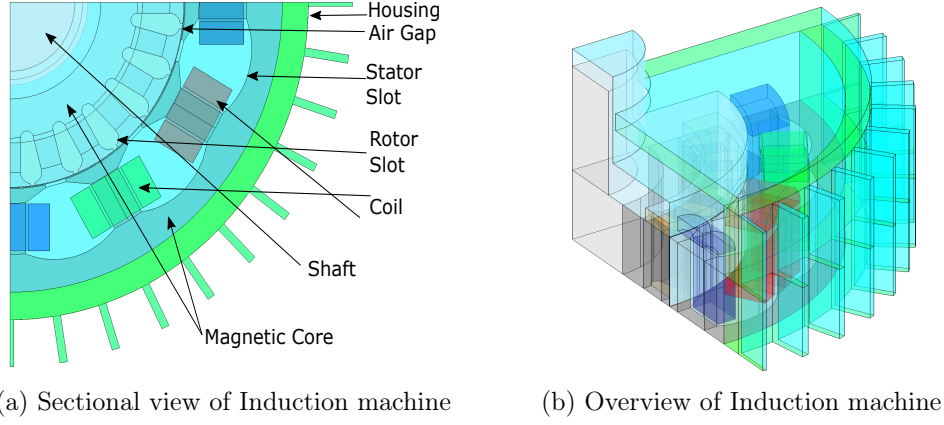 Housing
Air Gap
Stator
Slot
Rotor
Slot
Coil
Shaft
Magnetic Core
a) Sectional view of Induction machine
(b) Overview of Induction machine